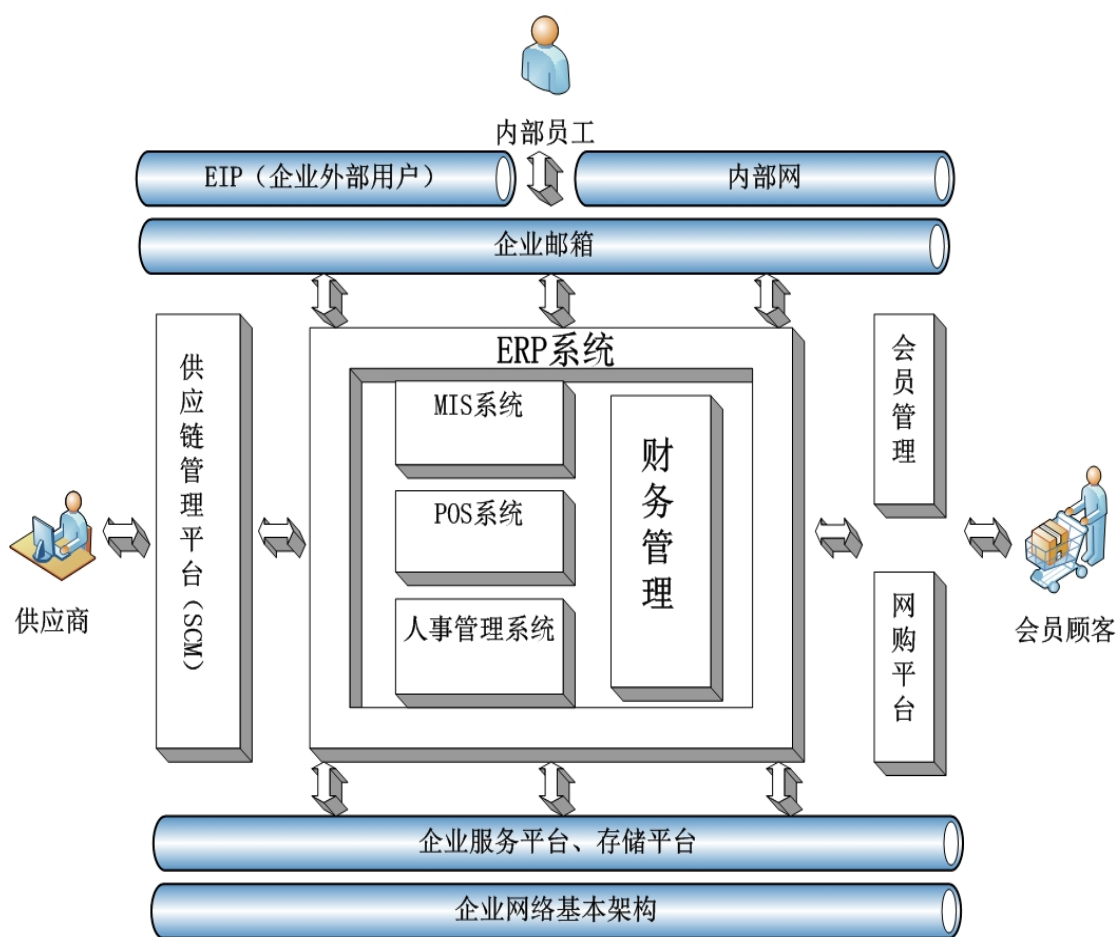 内部员工
EIP（企业外部用户）
内部网
企业邮箱
供应链管理平台（SCM）
ERP系统
MIS系统
POS系统
人事管理系统
财务管理
会员管理
网购平台
供应商
会员顾客
企业服务平台、存储平台
企业网络基本架构